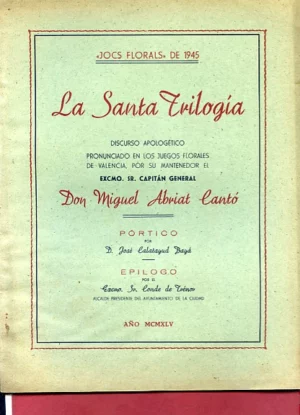 «JOCS FLORALS» DE 1945
La Santa Trilogía
DISCURSO APOLOGÉTICO
PRONUNCIADO EN LOS JUEGOS FLORALES
DE VALENCIA, POR SU MANTENEDOR EL
EXCMO. SR. CAPITÁN GENERAL
Don Miguel Abriat Cantó
PÓRTICO
POR
D. José Calatayud Bayá
EPÍLOGO
POR EL
Excmo. Sr. Conde de Trénor
ALCALDE PRESIDENTE DEL AYUNTAMIENTO DE LA CIUDAD
AÑO MCMXLV